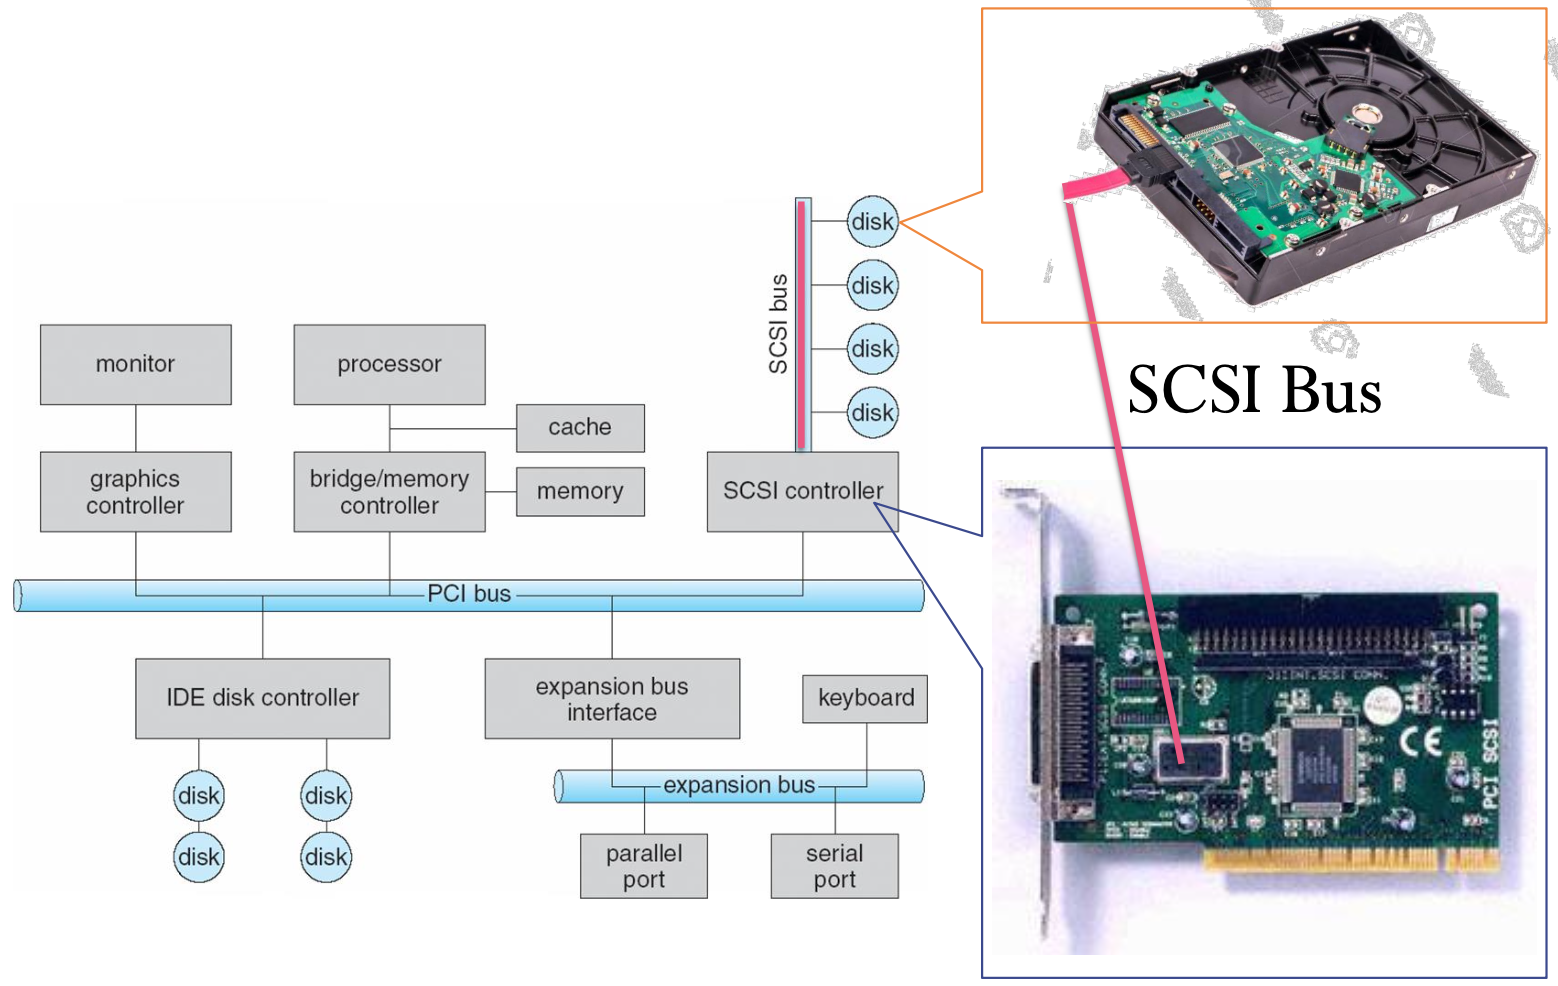 disk
disk
disk
disk
SCSI bus
SCSI Bus
monitor
processor
cache
graphics
controller
bridge/memory
controller
memory
SCSI controller
PCI bus
IDE disk controller
expansion bus
interface
keyboard
disk
disk
disk
disk
expansion bus
parallel
port
serial
port
CE
PCI SCSI